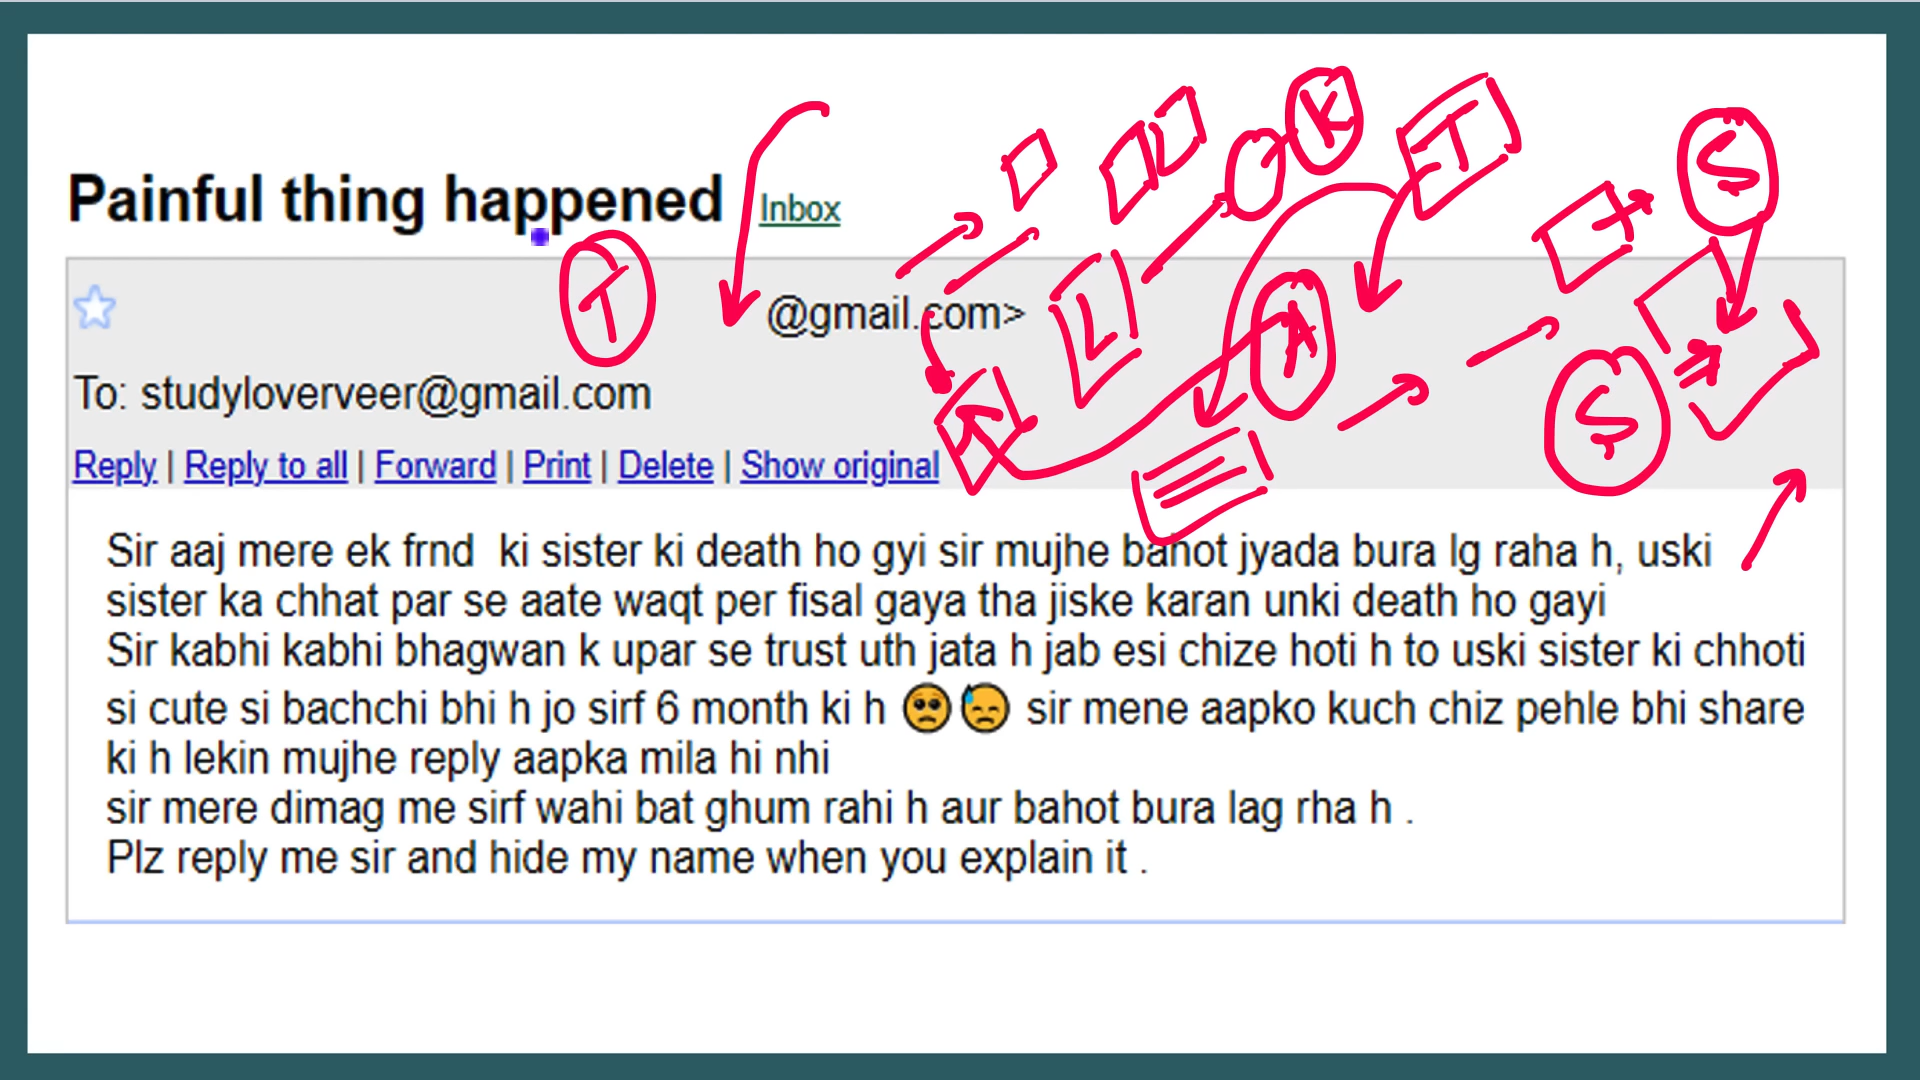 Painful thing happened Inbox
@gmail.com>
To: studyloverveer@gmail.com
Reply | Reply to all | Forward | Print | Delete | Show original
Sir aaj mere ek frnd ki sister ki death ho gyi sir mujhe bahot jyada bura lg raha h, uski
sister ka chhat par se aate waqt per fisal gaya tha jiske karan unki death ho gayi
Sir kabhi kabhi bhagwan k upar se trust uth jata h jab esi chize hoti h to uski sister ki chhoti
si cute si bachchi bhi h jo sirf 6 month ki h 🥺😓 sir mene aapko kuch chiz pehle bhi share
ki h lekin mujhe reply aapka mila hi nhi
sir mere dimag me sirf wahi bat ghum rahi h aur bahot bura lag rha h .
Plz reply me sir and hide my name when you explain it .
T
L
K
T
A
S
S